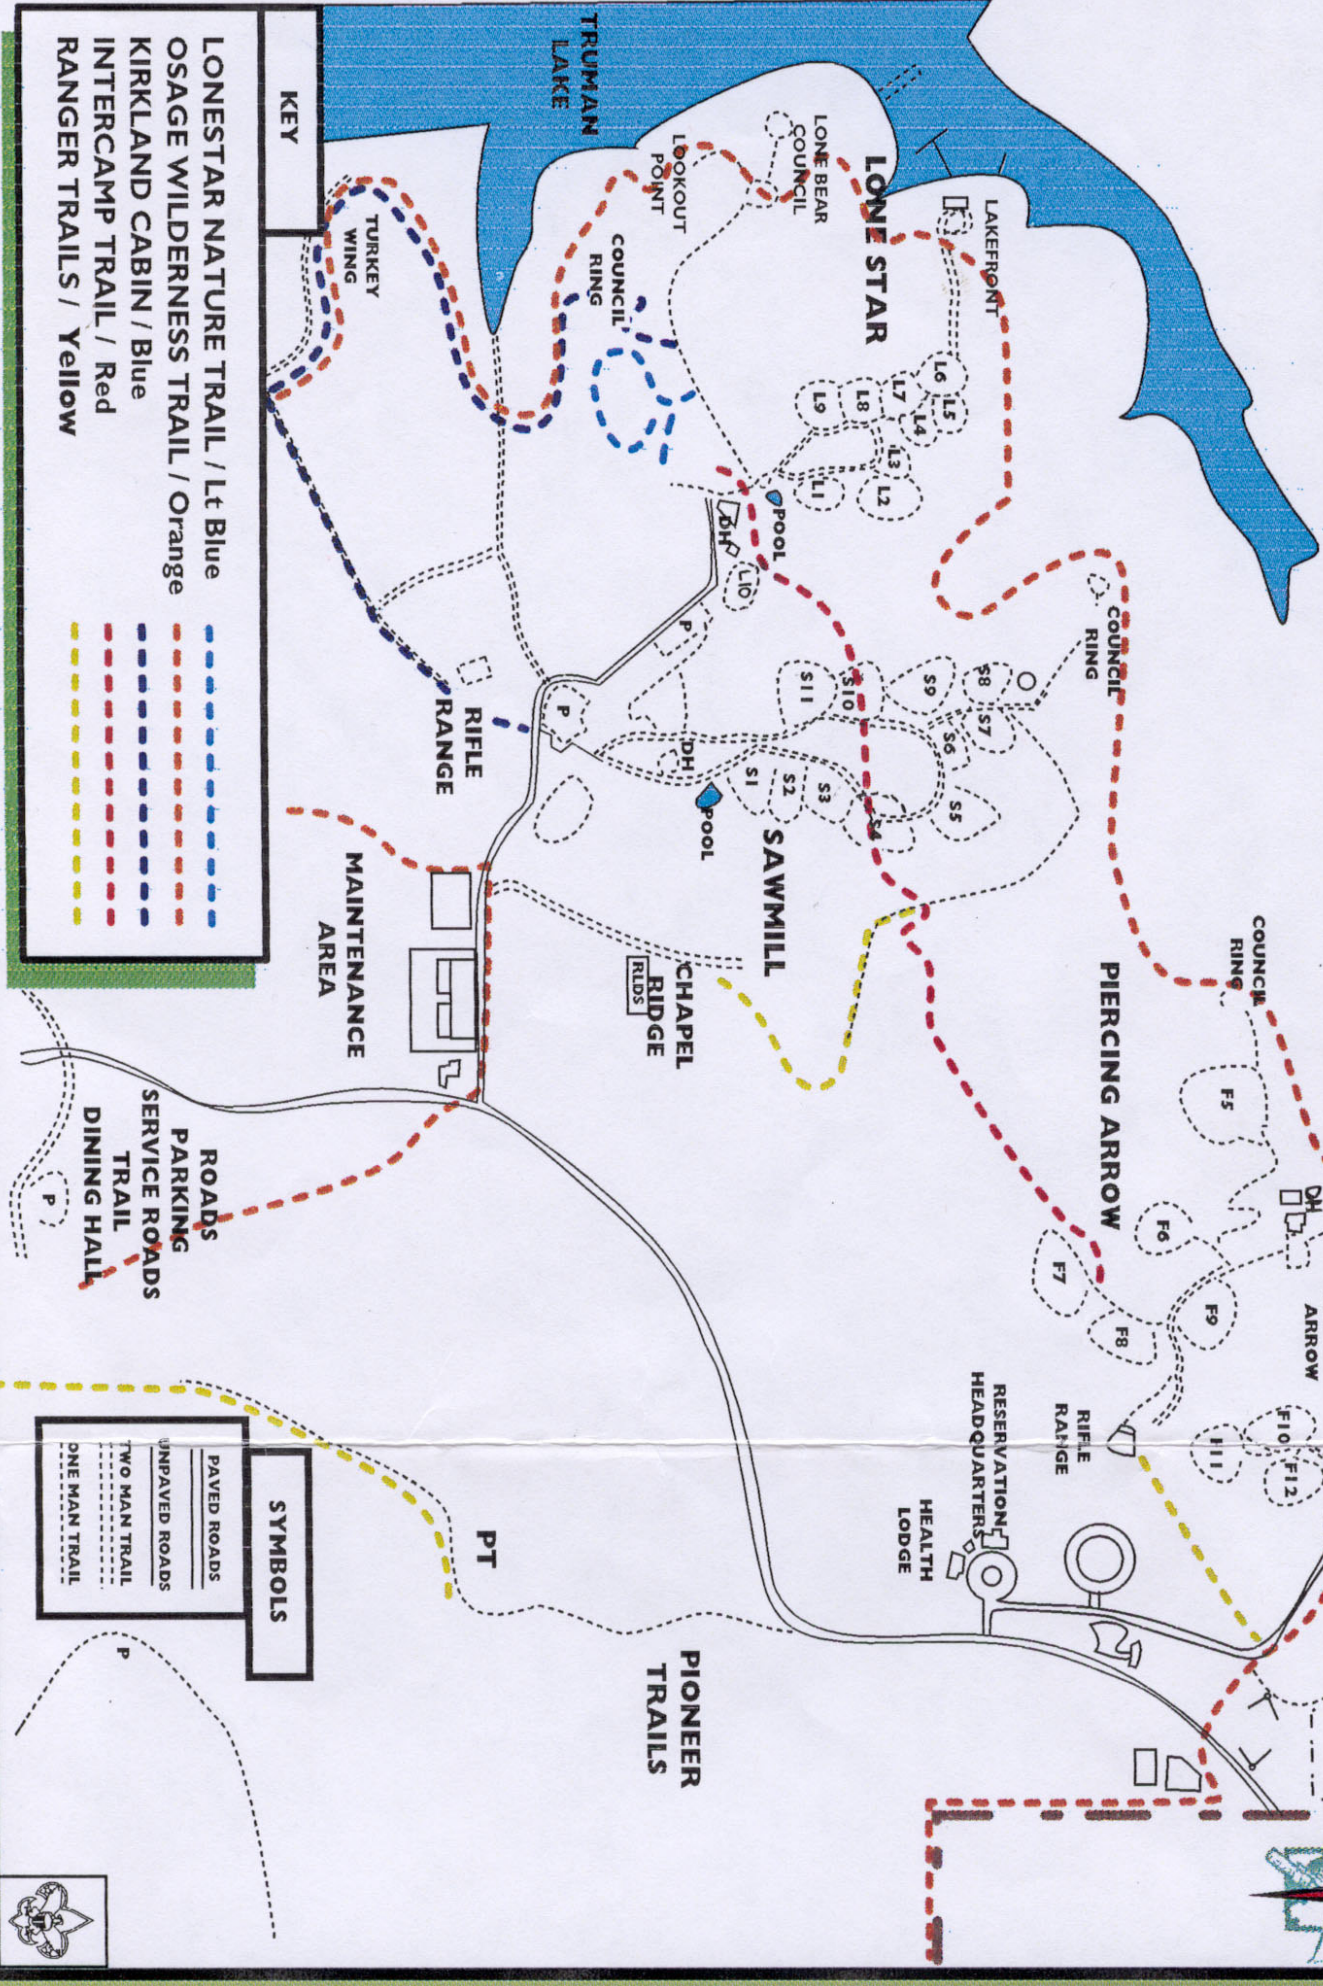 TRUMAN
LAKE
LONE BEAR
COUNCIL
LOOKOUT
POINT
LONE STAR
LAKEFRONT
COUNCIL
RING
TURKEY
WING
L6
L5
L7
L4
L8
L9
L3
L2
L1
POOL
DH
L10
P
COUNCIL
RING
S8
S9
S7
S10
S11
S6
S5
S4
S3
S2
S1
DH
POOL
P
SAWMILL
RIFLE
RANGE
MAINTENANCE
AREA
CHAPEL
RIDGE
RLDS
COUNCIL
RING
PIERCING ARROW
F5
DH
F6
F7
F8
F9
ARROW
F10
F11
F12
RIFLE
RANGE
RESERVATION
HEADQUARTERS
HEALTH
LODGE
PIONEER
TRAILS
PT
KEY
LONESTAR NATURE TRAIL / Lt Blue
OSAGE WILDERNESS TRAIL / Orange
KIRKLAND CABIN / Blue
INTERCAMP TRAIL / Red
RANGER TRAILS / Yellow
ROADS
PARKING
SERVICE ROADS
TRAIL
DINING HALL
P
SYMBOLS
PAVED ROADS
UNPAVED ROADS
TWO MAN TRAIL
ONE MAN TRAIL
P